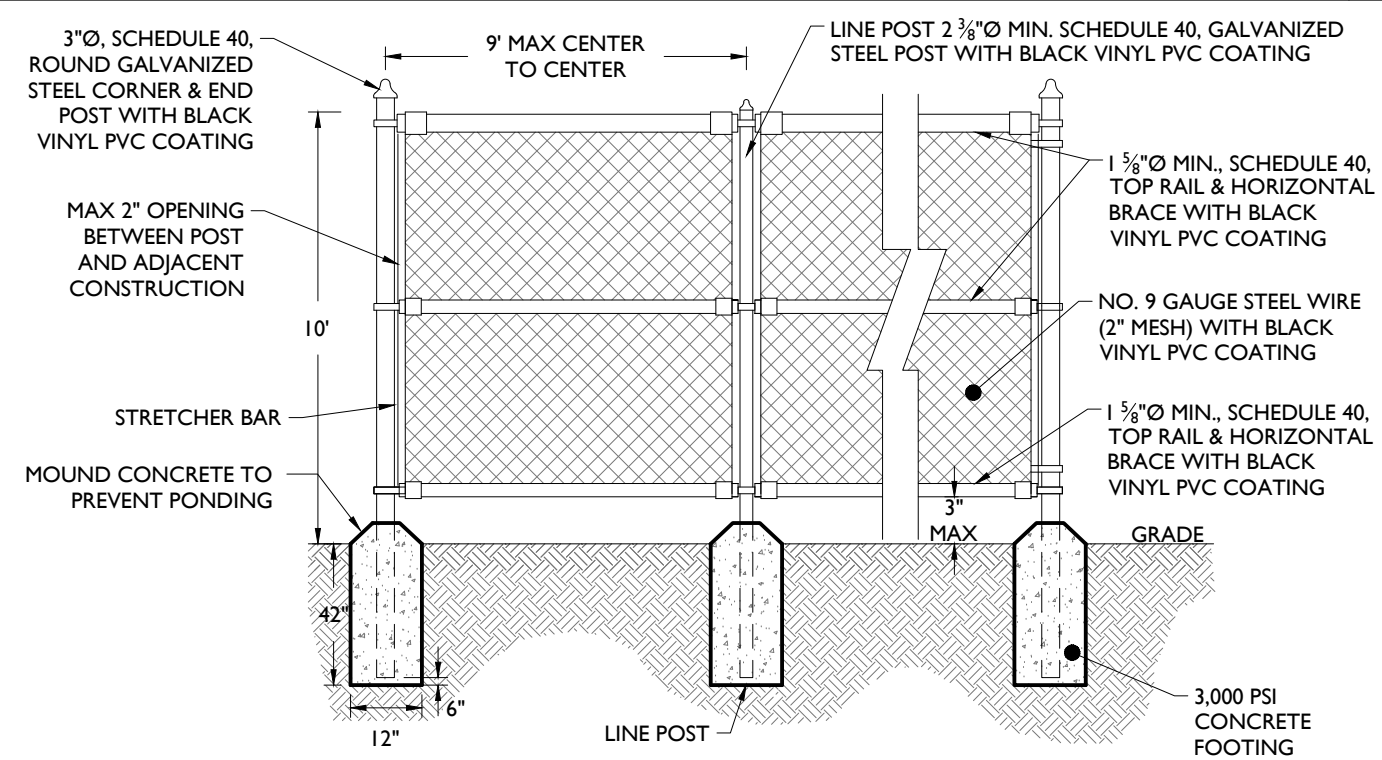 3"Ø, SCHEDULE 40,
ROUND GALVANIZED
STEEL CORNER & END
POST WITH BLACK
VINYL PVC COATING
9' MAX CENTER
TO CENTER
LINE POST 2 ⅜"Ø MIN. SCHEDULE 40, GALVANIZED
STEEL POST WITH BLACK VINYL PVC COATING
1 ⅝"Ø MIN., SCHEDULE 40,
TOP RAIL & HORIZONTAL
BRACE WITH BLACK
VINYL PVC COATING
MAX 2" OPENING
BETWEEN POST
AND ADJACENT
CONSTRUCTION
10'
NO. 9 GAUGE STEEL WIRE
(2" MESH) WITH BLACK
VINYL PVC COATING
STRETCHER BAR
1 ⅝"Ø MIN., SCHEDULE 40,
TOP RAIL & HORIZONTAL
BRACE WITH BLACK
VINYL PVC COATING
MOUND CONCRETE TO
PREVENT PONDING
3"
MAX
GRADE
42"
6"
12"
LINE POST
3,000 PSI
CONCRETE
FOOTING